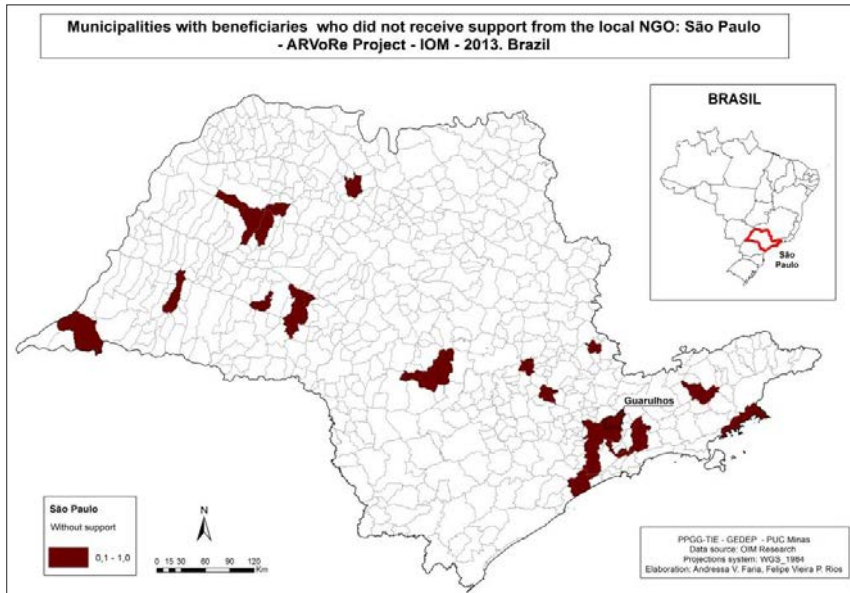 Municipalities with beneficiaries who did not receive support from the local NGO: São Paulo
- ARVoRe Project - IOM - 2013. Brazil
BRASIL
São
Paulo
Guarulhos
São Paulo
Without support
0,1 - 1,0
N
0 15 30 60 90 120
Km
PPGG-TIE - GEDEP - PUC Minas
Data source: OIM Research
Projections system: WGS_1984
Elaboration: Andressa V. Faria, Felipe Vieira P. Rios